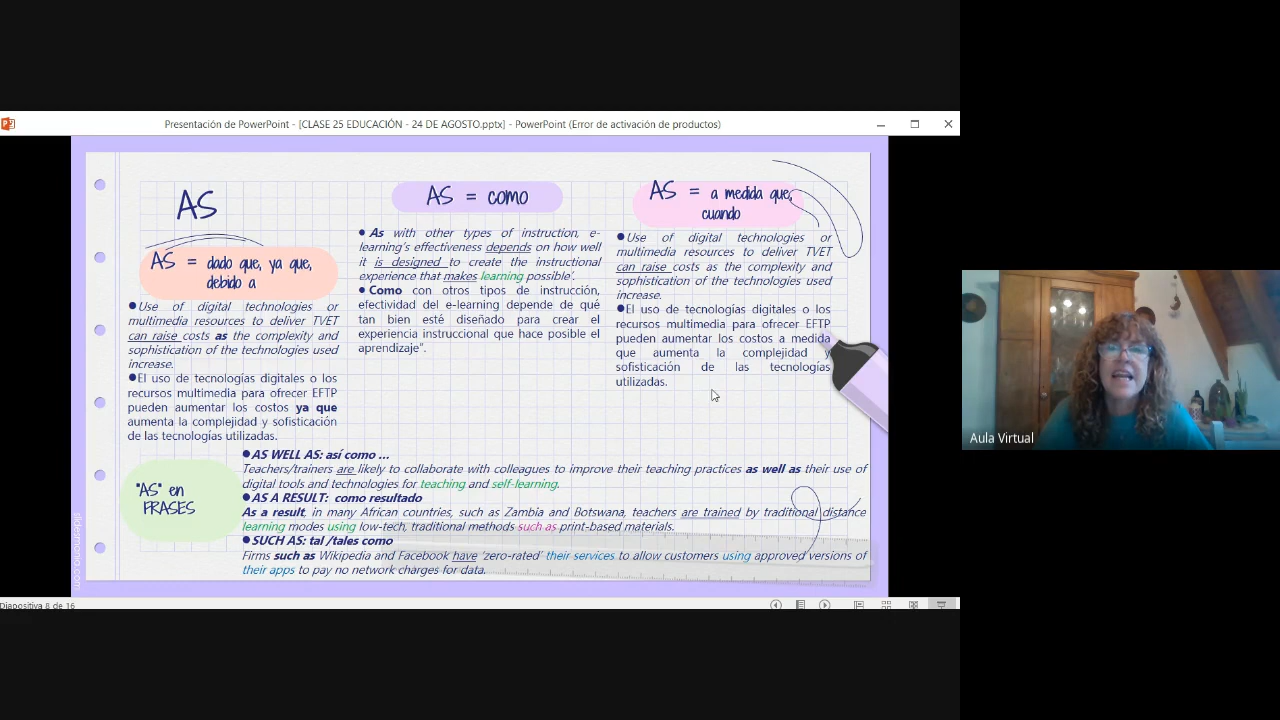 Presentación de PowerPoint - [CLASE 25 EDUCACIÓN - 24 DE AGOSTO.pptx] - PowerPoint (Error de activación de productos)
AS
AS = dado que, ya que,
debido a
●Use of digital technologies or
multimedia resources to deliver TVET
can raise costs as the complexity and
sophistication of the technologies used
increase.
●El uso de tecnologías digitales o los
recursos multimedia para ofrecer EFTP
pueden aumentar los costos ya que
aumenta la complejidad y sofisticación
de las tecnologías utilizadas.
AS = como
● As with other types of instruction, e-
learning's effectiveness depends on how well
it is designed to create the instructional
experience that makes learning possible'.
● Como con otros tipos de instrucción,
efectividad del e-learning depende de qué
tan bien esté diseñado para crear el
experiencia instruccional que hace posible el
aprendizaje".
AS = a medida que,
cuando
●Use of digital technologies or
multimedia resources to deliver TVET
can raise costs as the complexity and
sophistication of the technologies used
increase.
●El uso de tecnologías digitales o los
recursos multimedia para ofrecer EFTP
pueden aumentar los costos a medida
que aumenta la complejidad y
sofisticación de las tecnologías
utilizadas.
"AS" en
FRASES
●AS WELL AS: así como ...
Teachers/trainers are likely to collaborate with colleagues to improve their teaching practices as well as their use of
digital tools and technologies for teaching and self-learning.
●AS A RESULT: como resultado
As a result, in many African countries, such as Zambia and Botswana, teachers are trained by traditional distance
learning modes using low-tech, traditional methods such as print-based materials.
●SUCH AS: tal /tales como
Firms such as Wikipedia and Facebook have 'zero-rated' their services to allow customers using approved versions of
their apps to pay no network charges for data.
slidesmania.com
Diapositiva 8 de 16
Aula Virtual